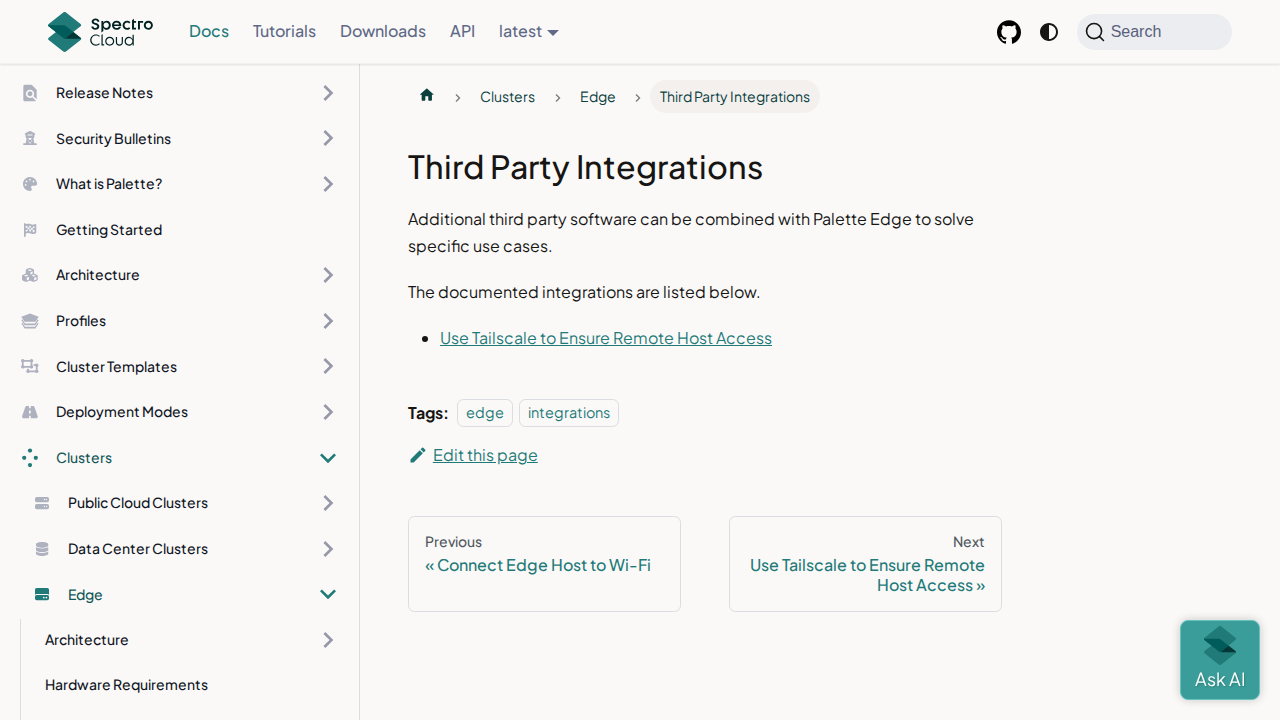 Spectro Cloud
Docs
Tutorials
Downloads
API
latest
Search
Release Notes
Security Bulletins
What is Palette?
Getting Started
Architecture
Profiles
Cluster Templates
Deployment Modes
Clusters
Public Cloud Clusters
Data Center Clusters
Edge
Architecture
Hardware Requirements
Clusters
Edge
Third Party Integrations
Third Party Integrations
Additional third party software can be combined with Palette Edge to solve
specific use cases.
The documented integrations are listed below.
Use Tailscale to Ensure Remote Host Access
Tags: edge integrations
Edit this page
Previous
« Connect Edge Host to Wi-Fi
Next
Use Tailscale to Ensure Remote
Host Access »
Ask AI